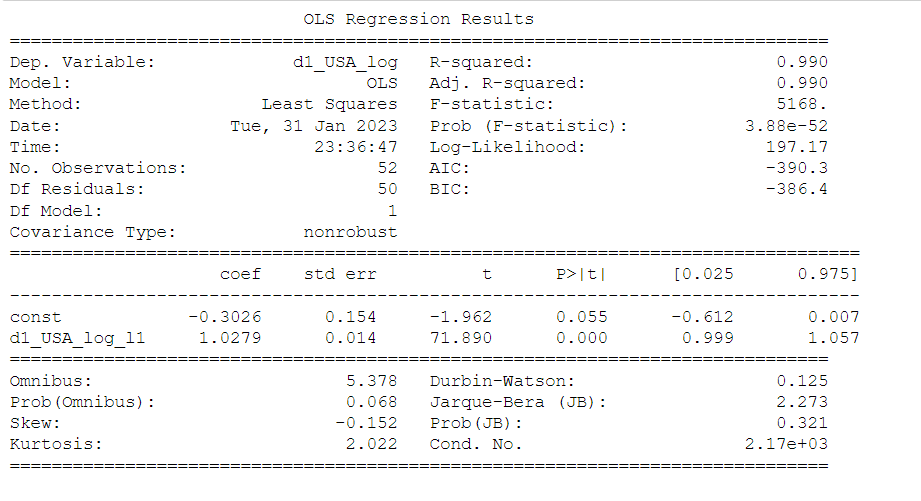 OLS Regression Results
==============================================================================
Dep. Variable: d1_USA_log R-squared: 0.990
Model: OLS Adj. R-squared: 0.990
Method: Least Squares F-statistic: 5168.
Date: Tue, 31 Jan 2023 Prob (F-statistic): 3.88e-52
Time: 23:36:47 Log-Likelihood: 197.17
No. Observations: 52 AIC: -390.3
Df Residuals: 50 BIC: -386.4
Df Model: 1
Covariance Type: nonrobust
=================================================================================
coef std err t P>|t| [0.025 0.975]
---------------------------------------------------------------------------------
const -0.3026 0.154 -1.962 0.055 -0.612 0.007
d1_USA_log_l1 1.0279 0.014 71.890 0.000 0.999 1.057
==============================================================================
Omnibus: 5.378 Durbin-Watson: 0.125
Prob(Omnibus): 0.068 Jarque-Bera (JB): 2.273
Skew: -0.152 Prob(JB): 0.321
Kurtosis: 2.022 Cond. No. 2.17e+03
==============================================================================